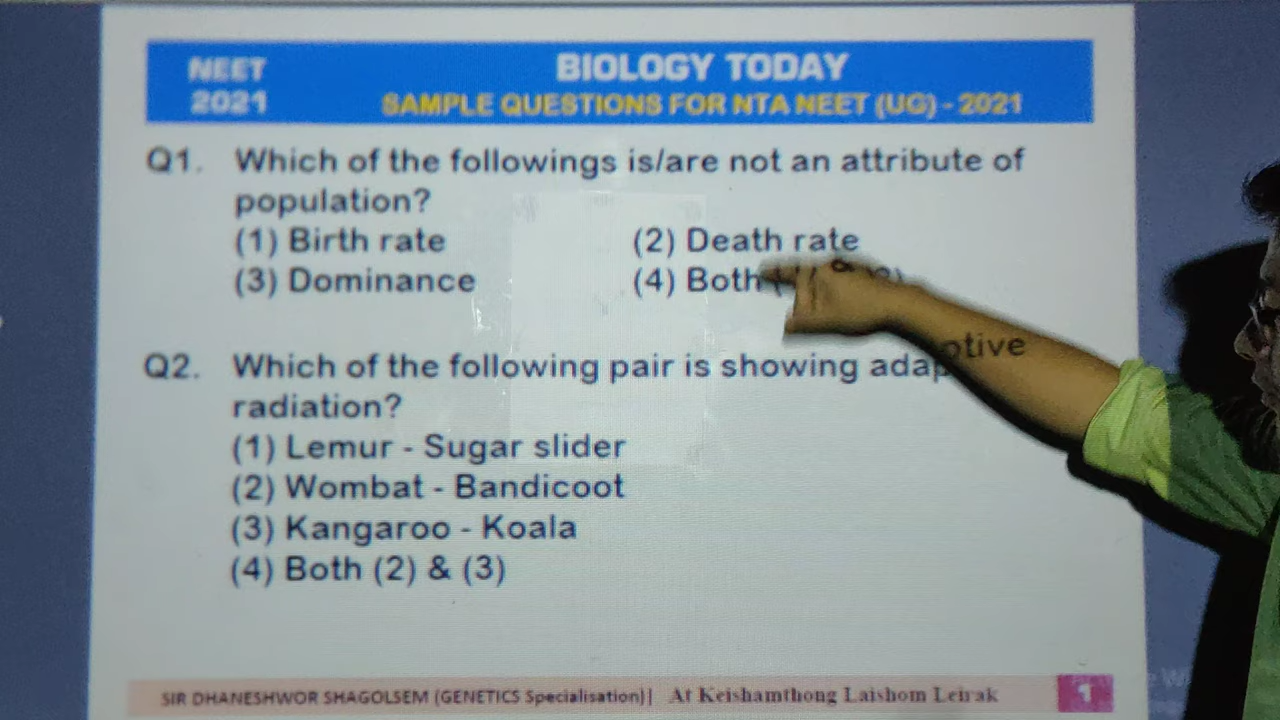 NEET
2021
BIOLOGY TODAY
SAMPLE QUESTIONS FOR NTA NEET (UG) - 2021
Q1. Which of the followings is/are not an attribute of
population?
(1) Birth rate (2) Death rate
(3) Dominance (4) Both
Q2. Which of the following pair is showing adaptive
radiation?
(1) Lemur - Sugar slider
(2) Wombat - Bandicoot
(3) Kangaroo - Koala
(4) Both (2) & (3)
SIR DHANESHWOR SHAGOLSEM (GENETICS Specialisation)| At Keishamthong Laishom Leirak 1